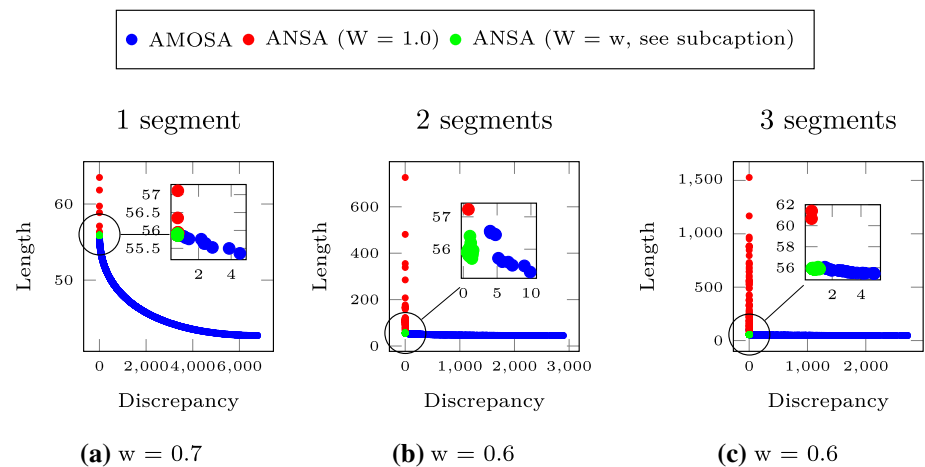 AMOSA ANSA (W = 1.0) ANSA (W = w, see subcaption)
1 segment
60
50
0 2,000 4,000 6,000
Length
Discrepancy
57
56.5
56
55.5
2 4
(a) w = 0.7
2 segments
600
400
200
0
0 1,000 2,000 3,000
Length
Discrepancy
57
56
0 5 10
(b) w = 0.6
3 segments
1,500
1,000
500
0
0 1,000 2,000
Length
Discrepancy
62
60
58
56
2 4
(c) w = 0.6